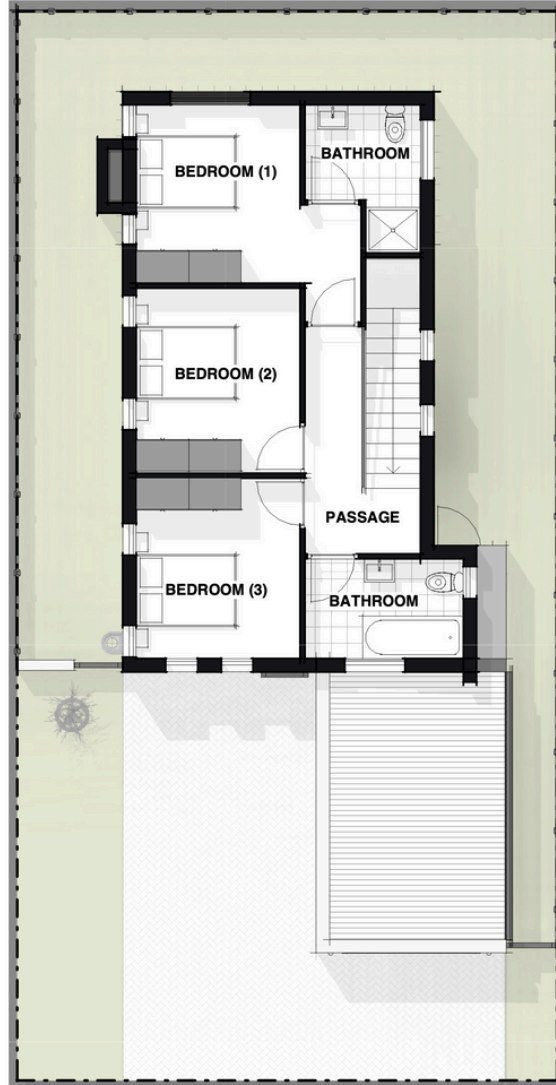 BEDROOM (1)
BATHROOM
BEDROOM (2)
PASSAGE
BEDROOM (3)
BATHROOM